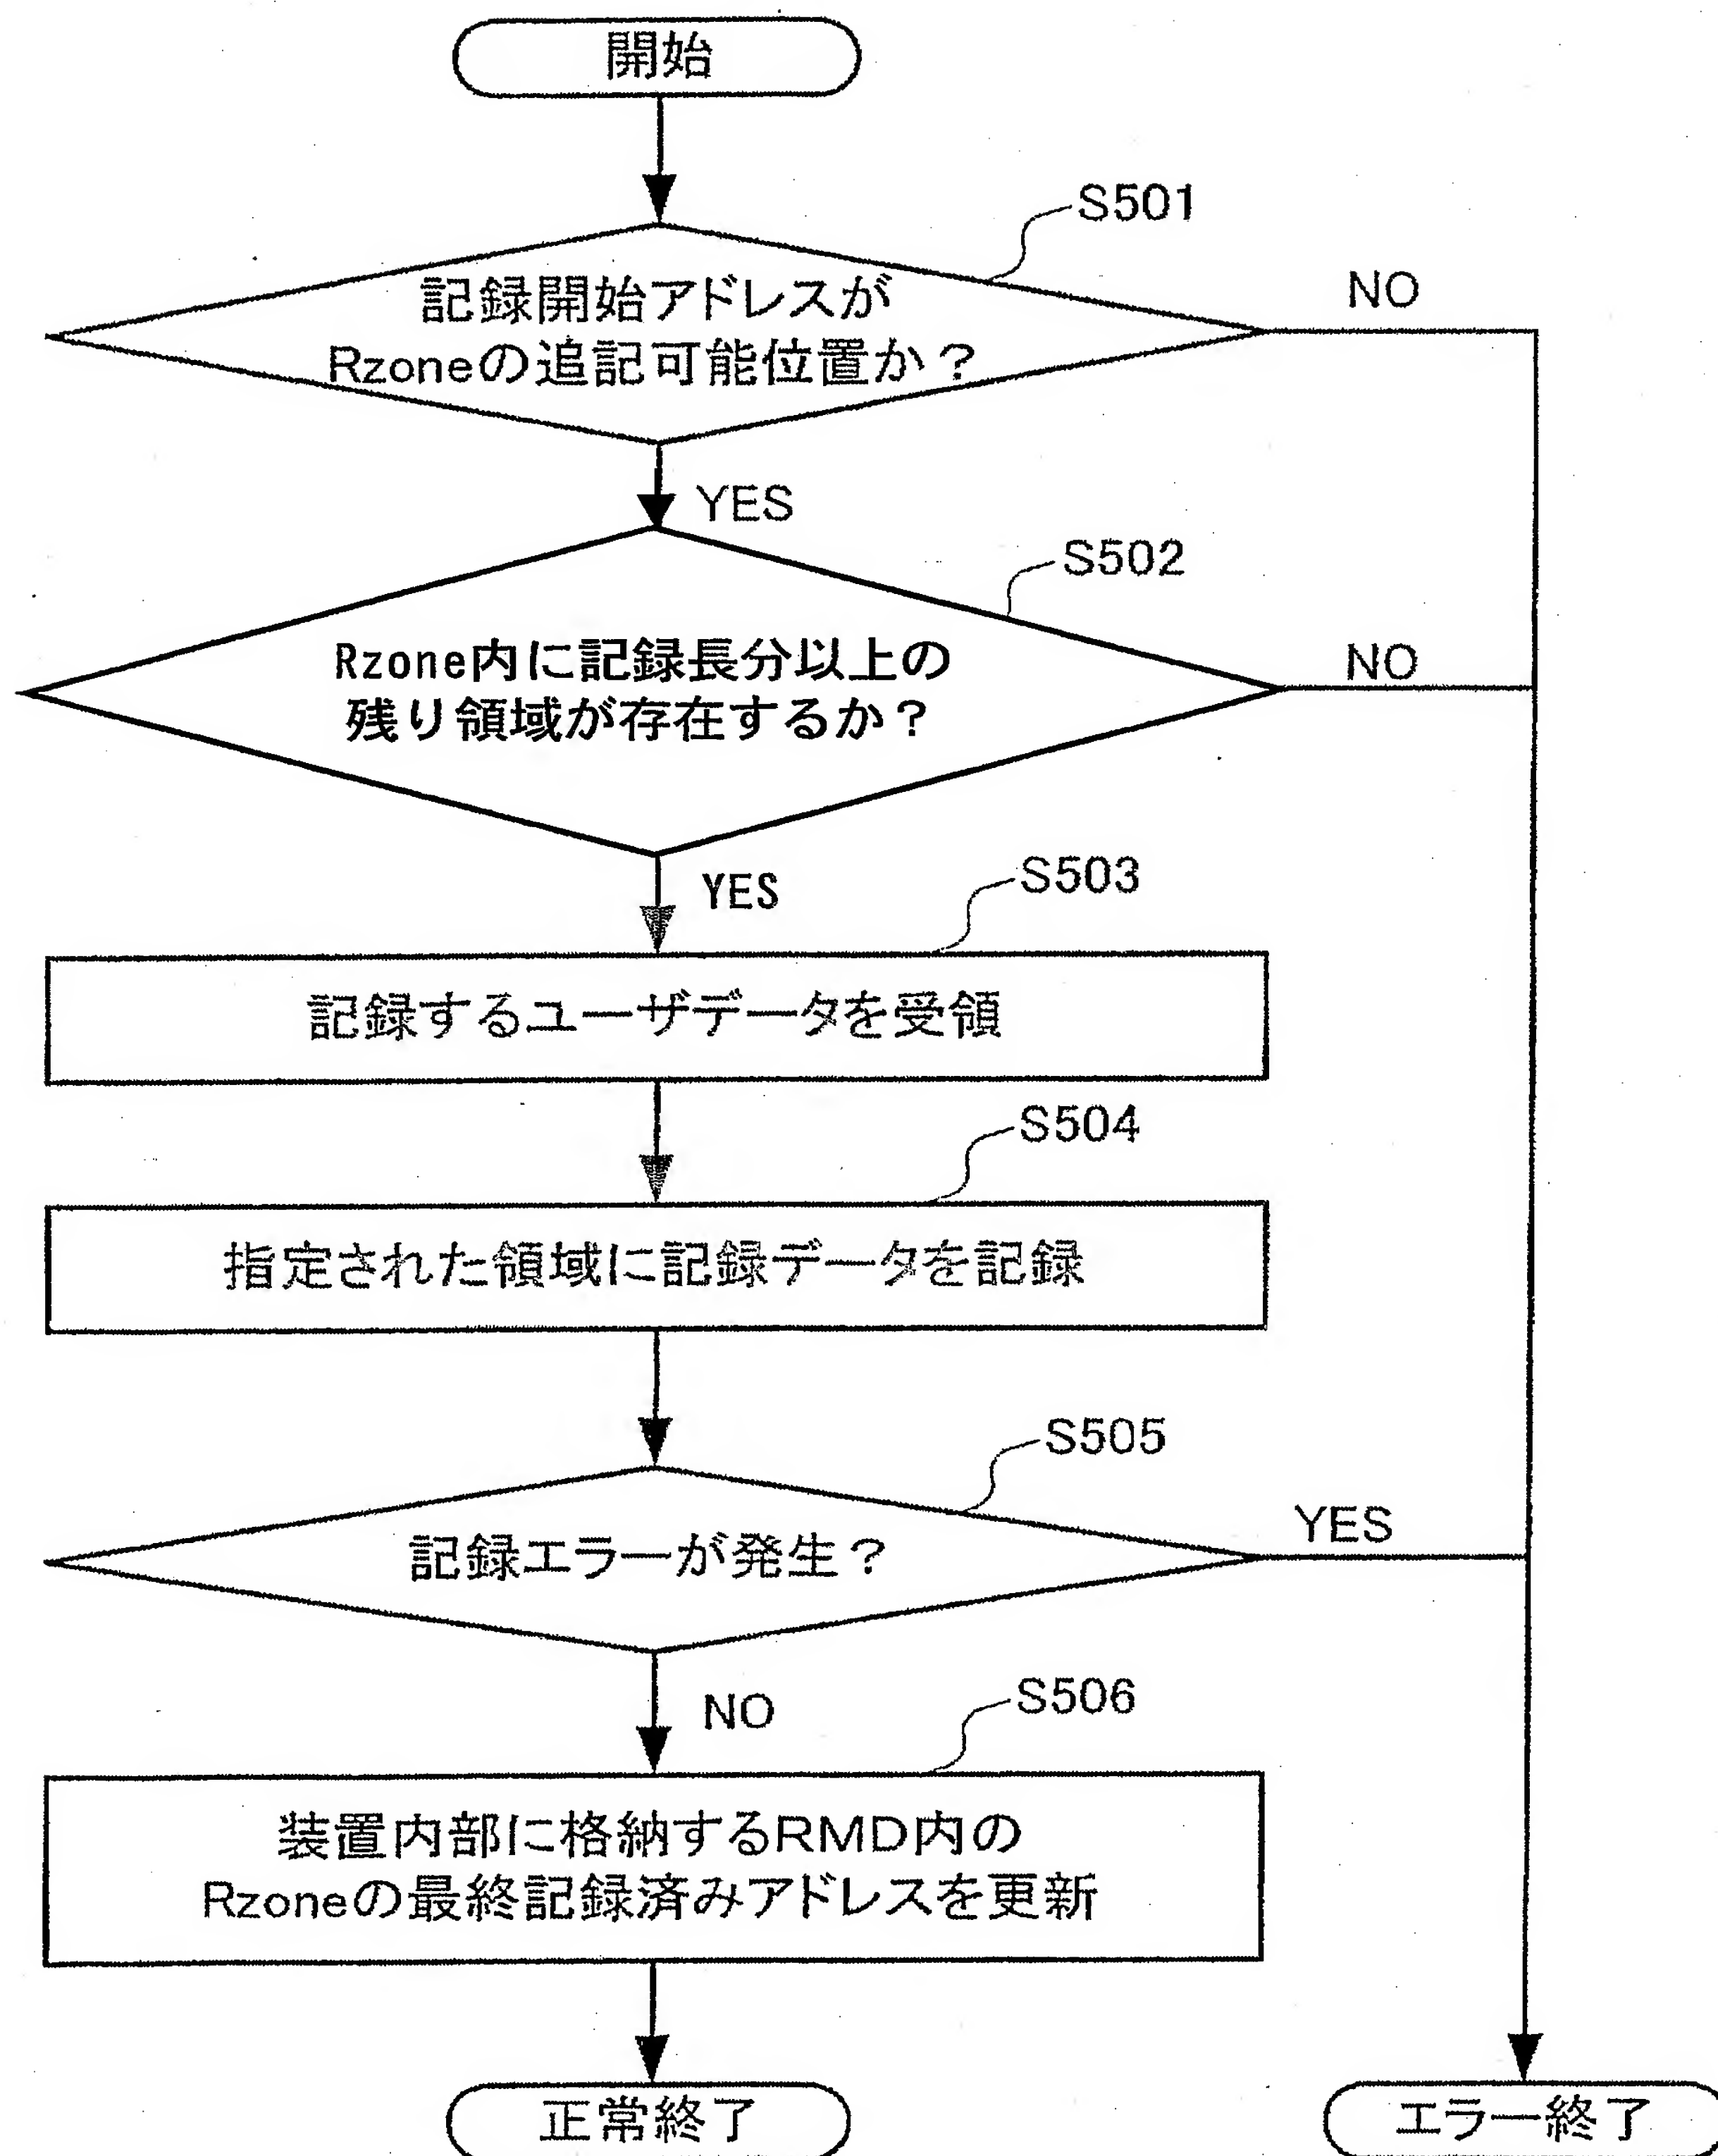 開始
S501
記録開始アドレスが
Rzoneの追記可能位置か？
NO
YES
S502
Rzone内に記録長分以上の
残り領域が存在するか？
NO
YES
S503
記録するユーザデータを受領
S504
指定された領域に記録データを記録
S505
記録エラーが発生？
YES
NO
S506
装置内部に格納するRMD内の
Rzoneの最終記録済みアドレスを更新
正常終了
エラー終了